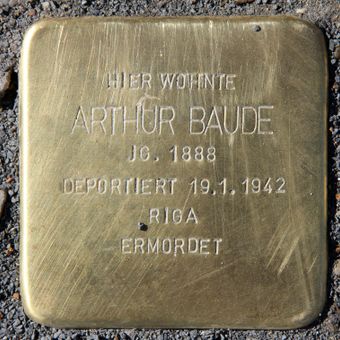 HIER WOHNTE
ARTHUR BAUDE
JG. 1888
DEPORTIERT 19.1.1942
RIGA
ERMORDET